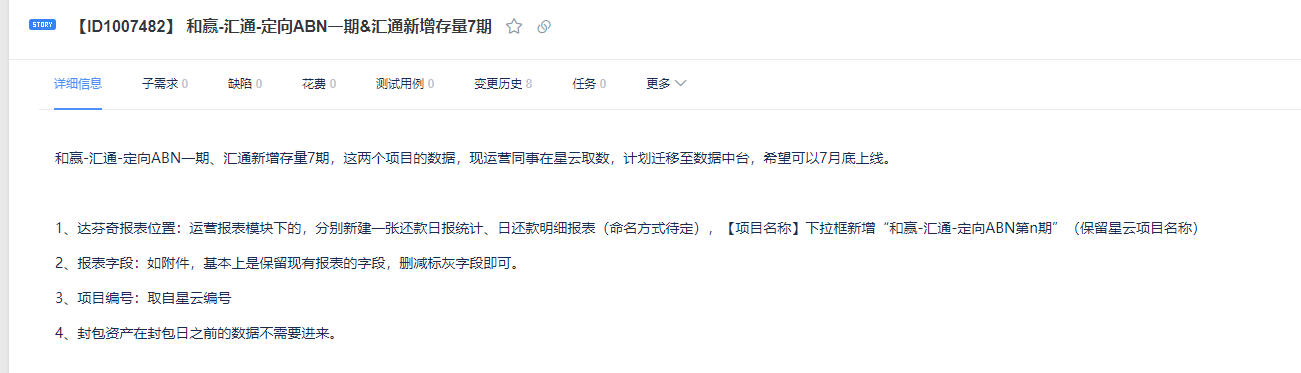 STORY 【ID1007482】 和赢-汇通-定向ABN一期&汇通新增存量7期
详细信息 子需求 0 缺陷 0 花费 0 测试用例 0 变更历史 8 任务 0 更多
和赢-汇通-定向ABN一期、汇通新增存量7期，这两个项目的数据，现运营同事在星云取数，计划迁移至数据中台，希望可以7月底上线。
1、达芬奇报表位置：运营报表模块下的，分别新建一张还款日报统计、日还款明细报表（命名方式待定），【项目名称】下拉框新增“和赢-汇通-定向ABN第n期”（保留星云项目名称）
2、报表字段：如附件，基本上是保留现有报表的字段，删减标灰字段即可。
3、项目编号：取自星云编号
4、封包资产在封包日之前的数据不需要进来。